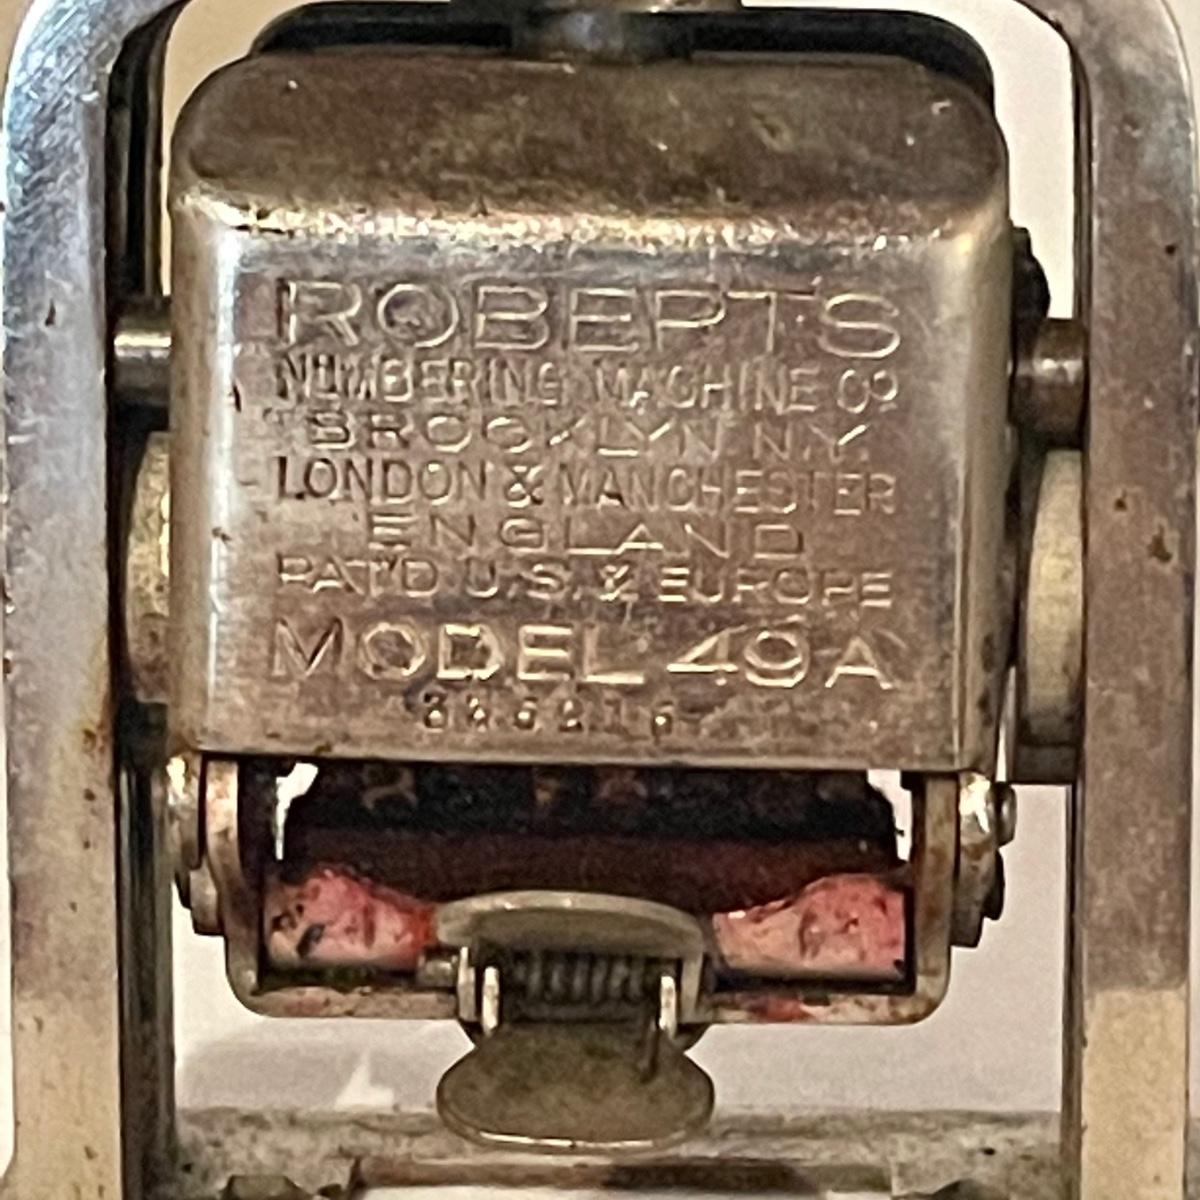 ROBERTS
NUMBERING MACHINE Cº
BROOKLYN. N.Y.
LONDON & MANCHESTER
ENGLAND
PAT'D U.S. & EUROPE
MODEL 49A